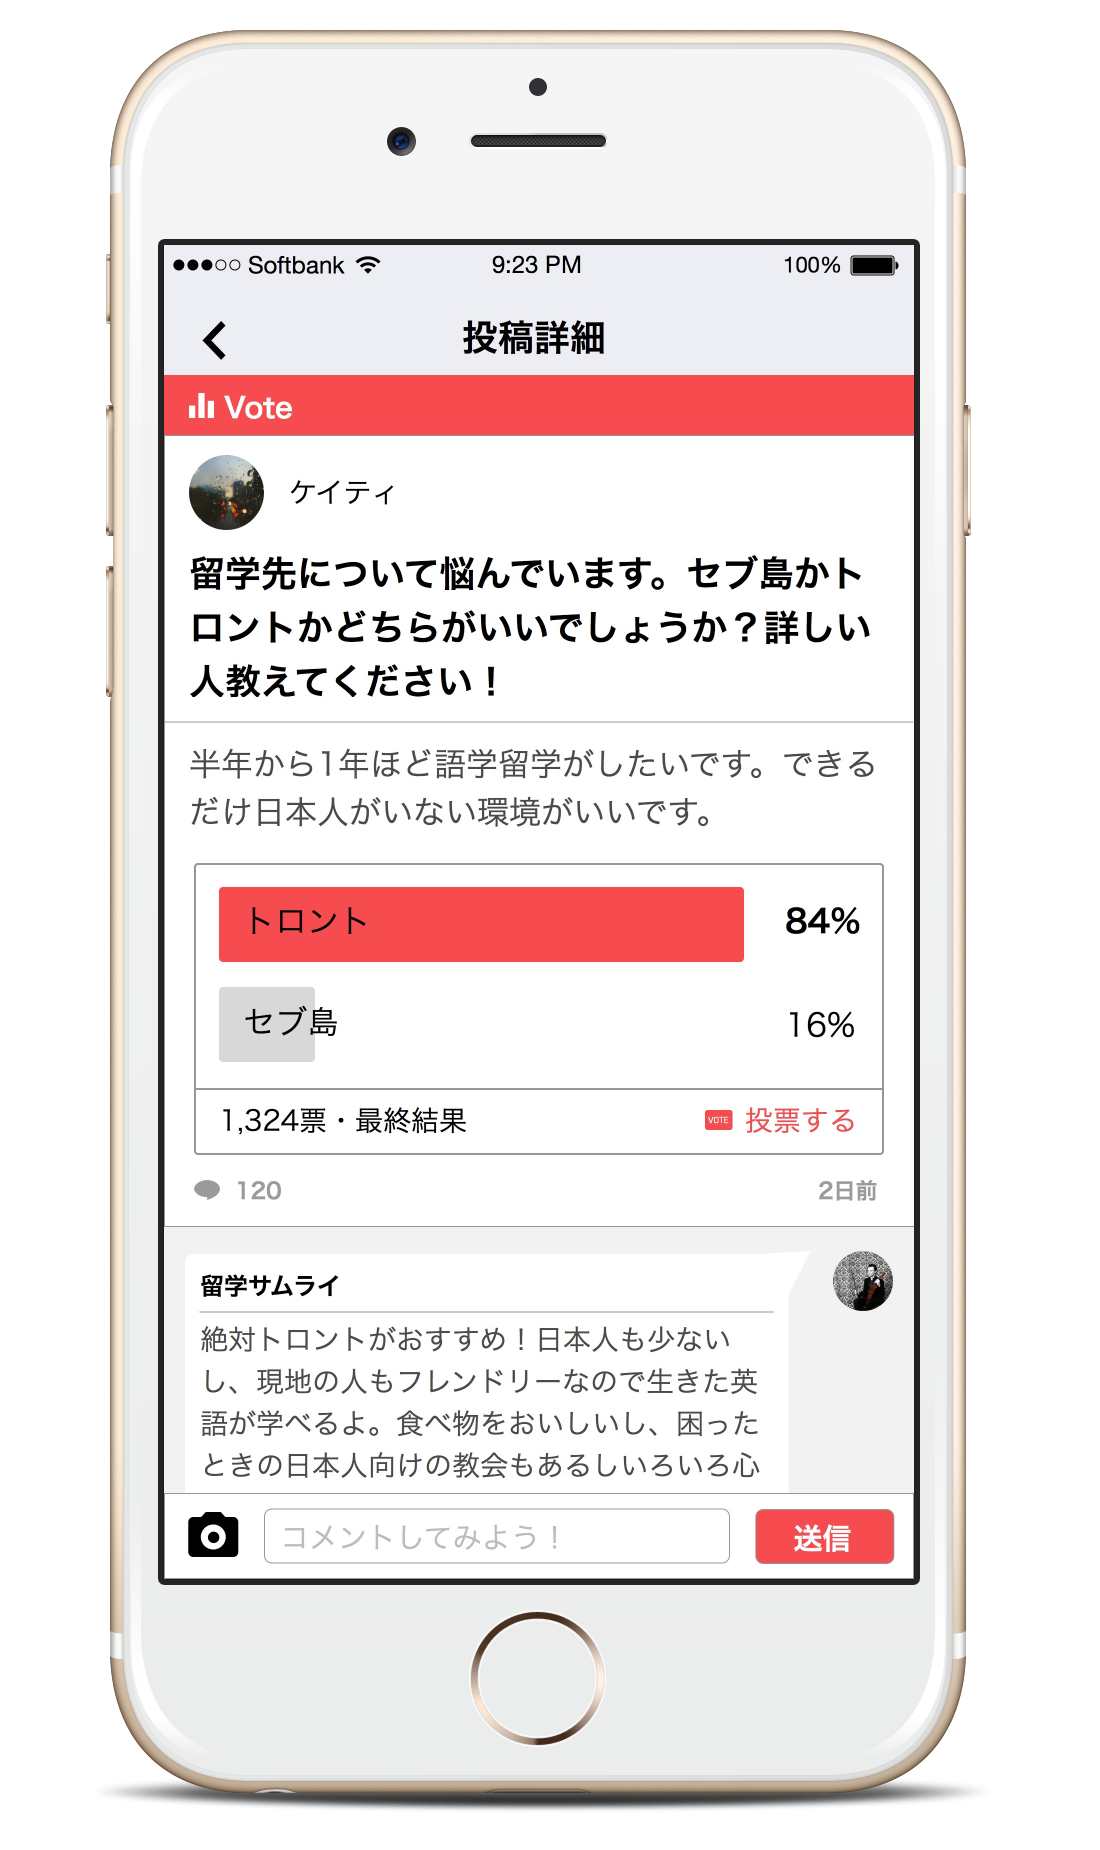 Softbank 9:23 PM 100%
投稿詳細
Vote
ケイティ
留学先について悩んでいます。セブ島かト
ロントかどちらがいいでしょうか？詳しい
人教えてください！
半年から1年ほど語学留学がしたいです。できる
だけ日本人がいない環境がいいです。
トロント 84%
セブ島 16%
1,324票・最終結果 VOTE 投票する
120 2日前
留学サムライ
絶対トロントがおすすめ！日本人も少ない
し、現地の人もフレンドリーなので生きた英
語が学べるよ。食べ物をおいしいし、困った
ときの日本人向けの教会もあるしいろいろ心
コメントしてみよう！ 送信